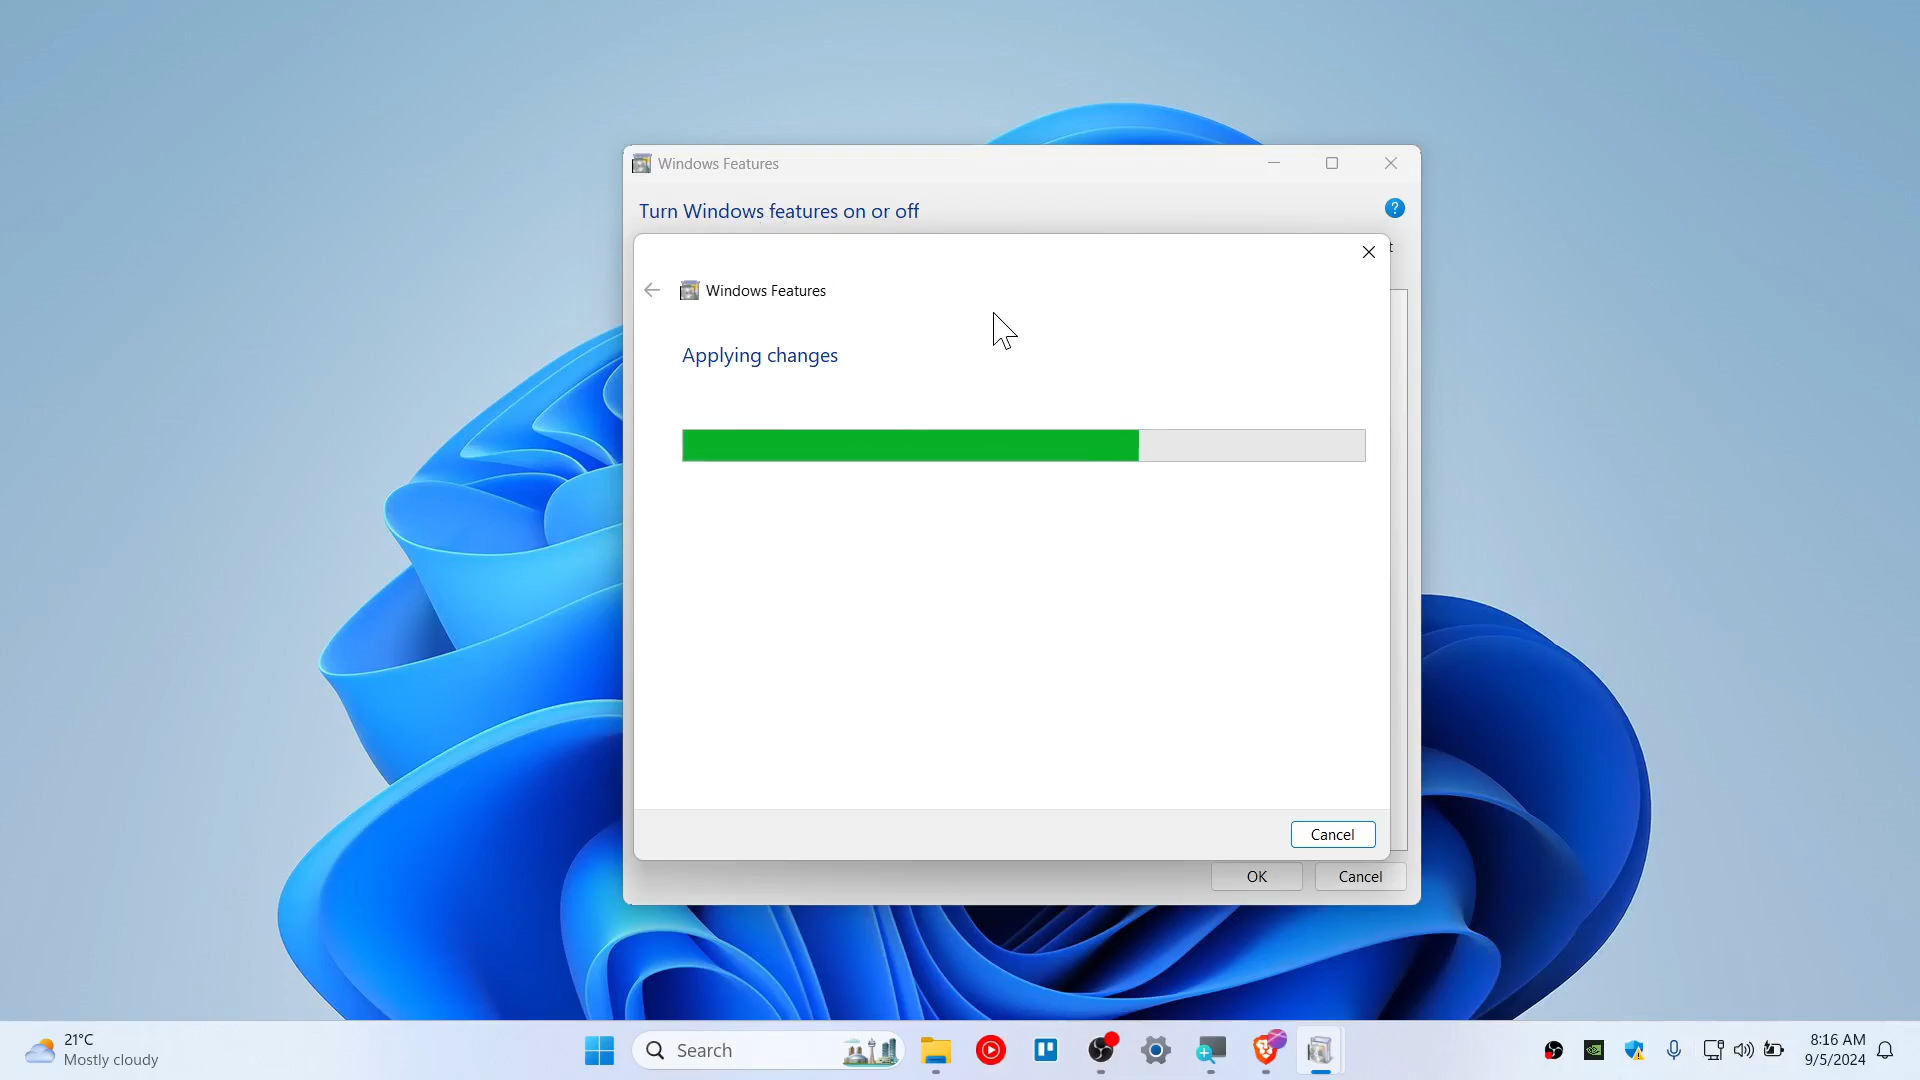 Windows Features
Turn Windows features on or off
?
t
Windows Features
Applying changes
Cancel
OK
Cancel
21°C
Mostly cloudy
Search
8:16 AM
9/5/2024